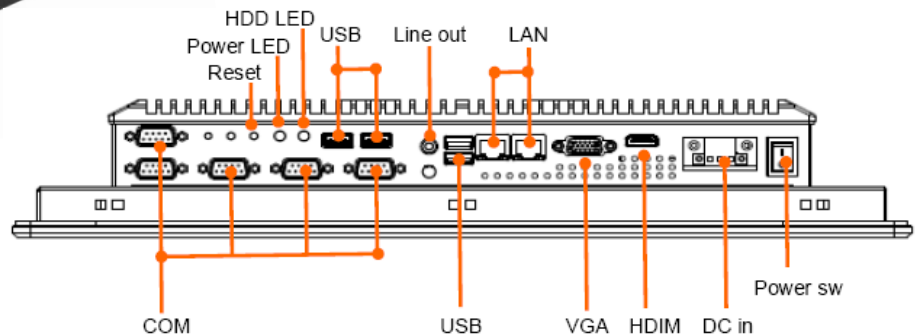 HDD LED
USB
Line out
LAN
Power LED
Reset
Power sw
COM
USB
VGA
HDIM
DC in